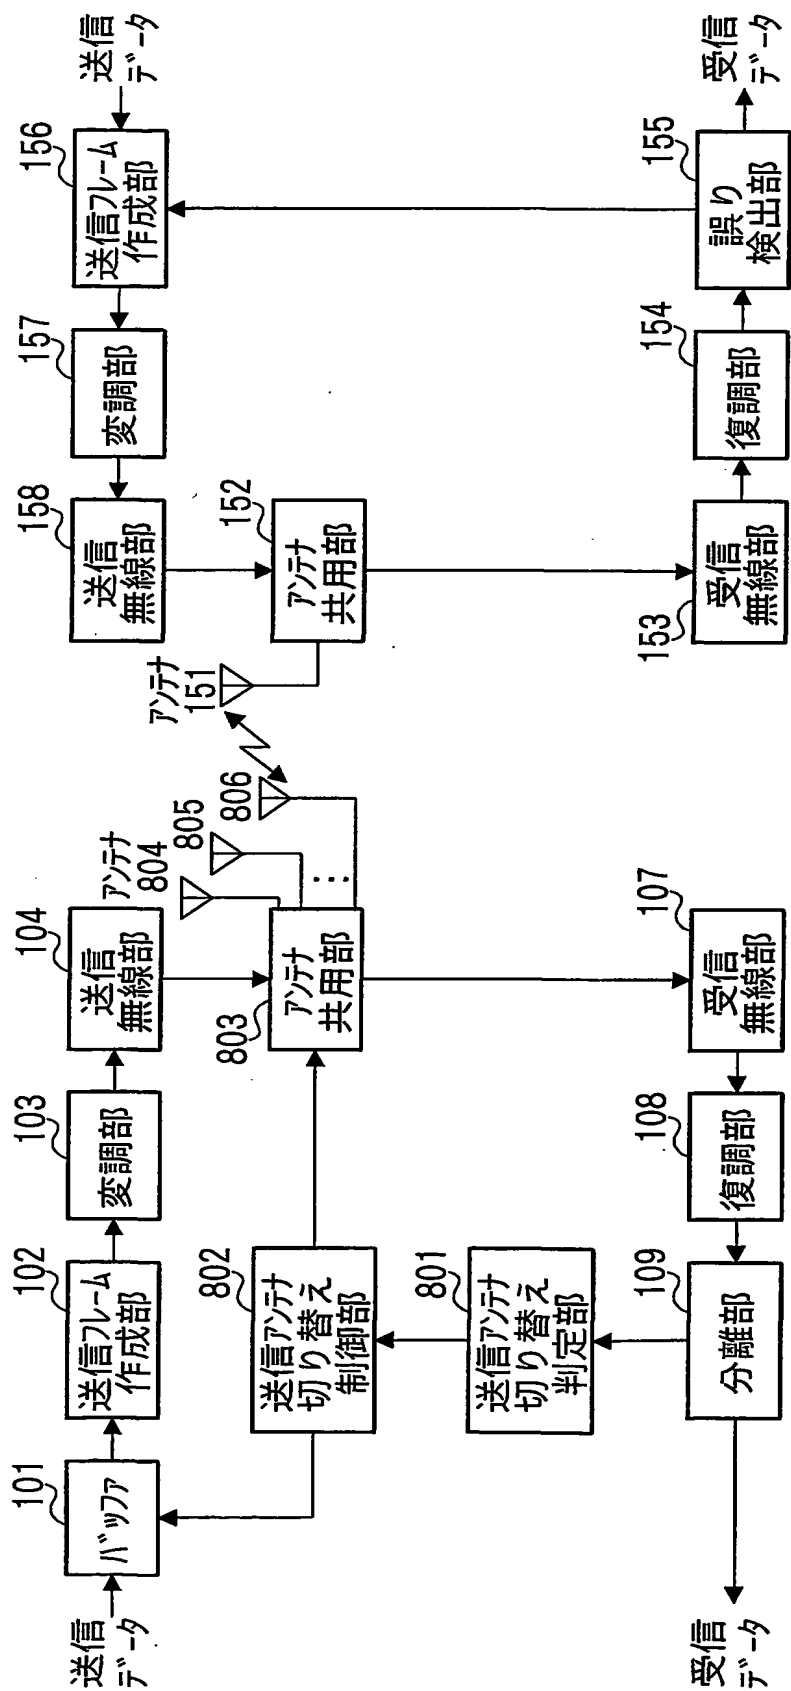 送信
データ
101
バッファ
102
送信フレーム
作成部
103
変調部
104
送信
無線部
アンテナ
804
805
806
803
アンテナ
共用部
802
送信アンテナ
切り替え
制御部
801
送信アンテナ
切り替え
判定部
107
受信
無線部
108
復調部
109
分離部
受信
データ
アンテナ
151
152
アンテナ
共用部
158
送信
無線部
157
変調部
156
送信フレーム
作成部
送信
データ
153
受信
無線部
154
復調部
155
誤り
検出部
受信
データ